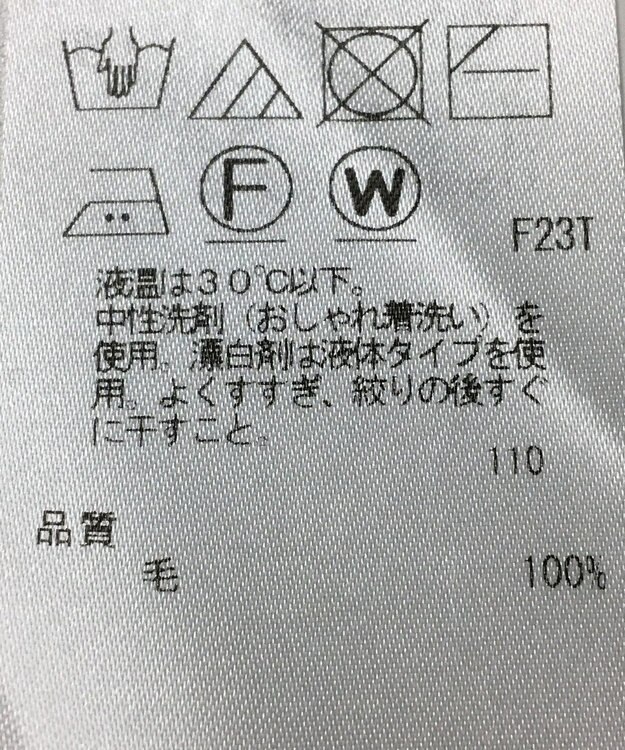 F
W
F23T
液温は30℃以下。
中性洗剤(おしゃれ着洗い)を
使用。漂白剤は液体タイプを使
用。よくすすぎ、絞りの後すぐ
に干すこと。
110
品質
毛 100%